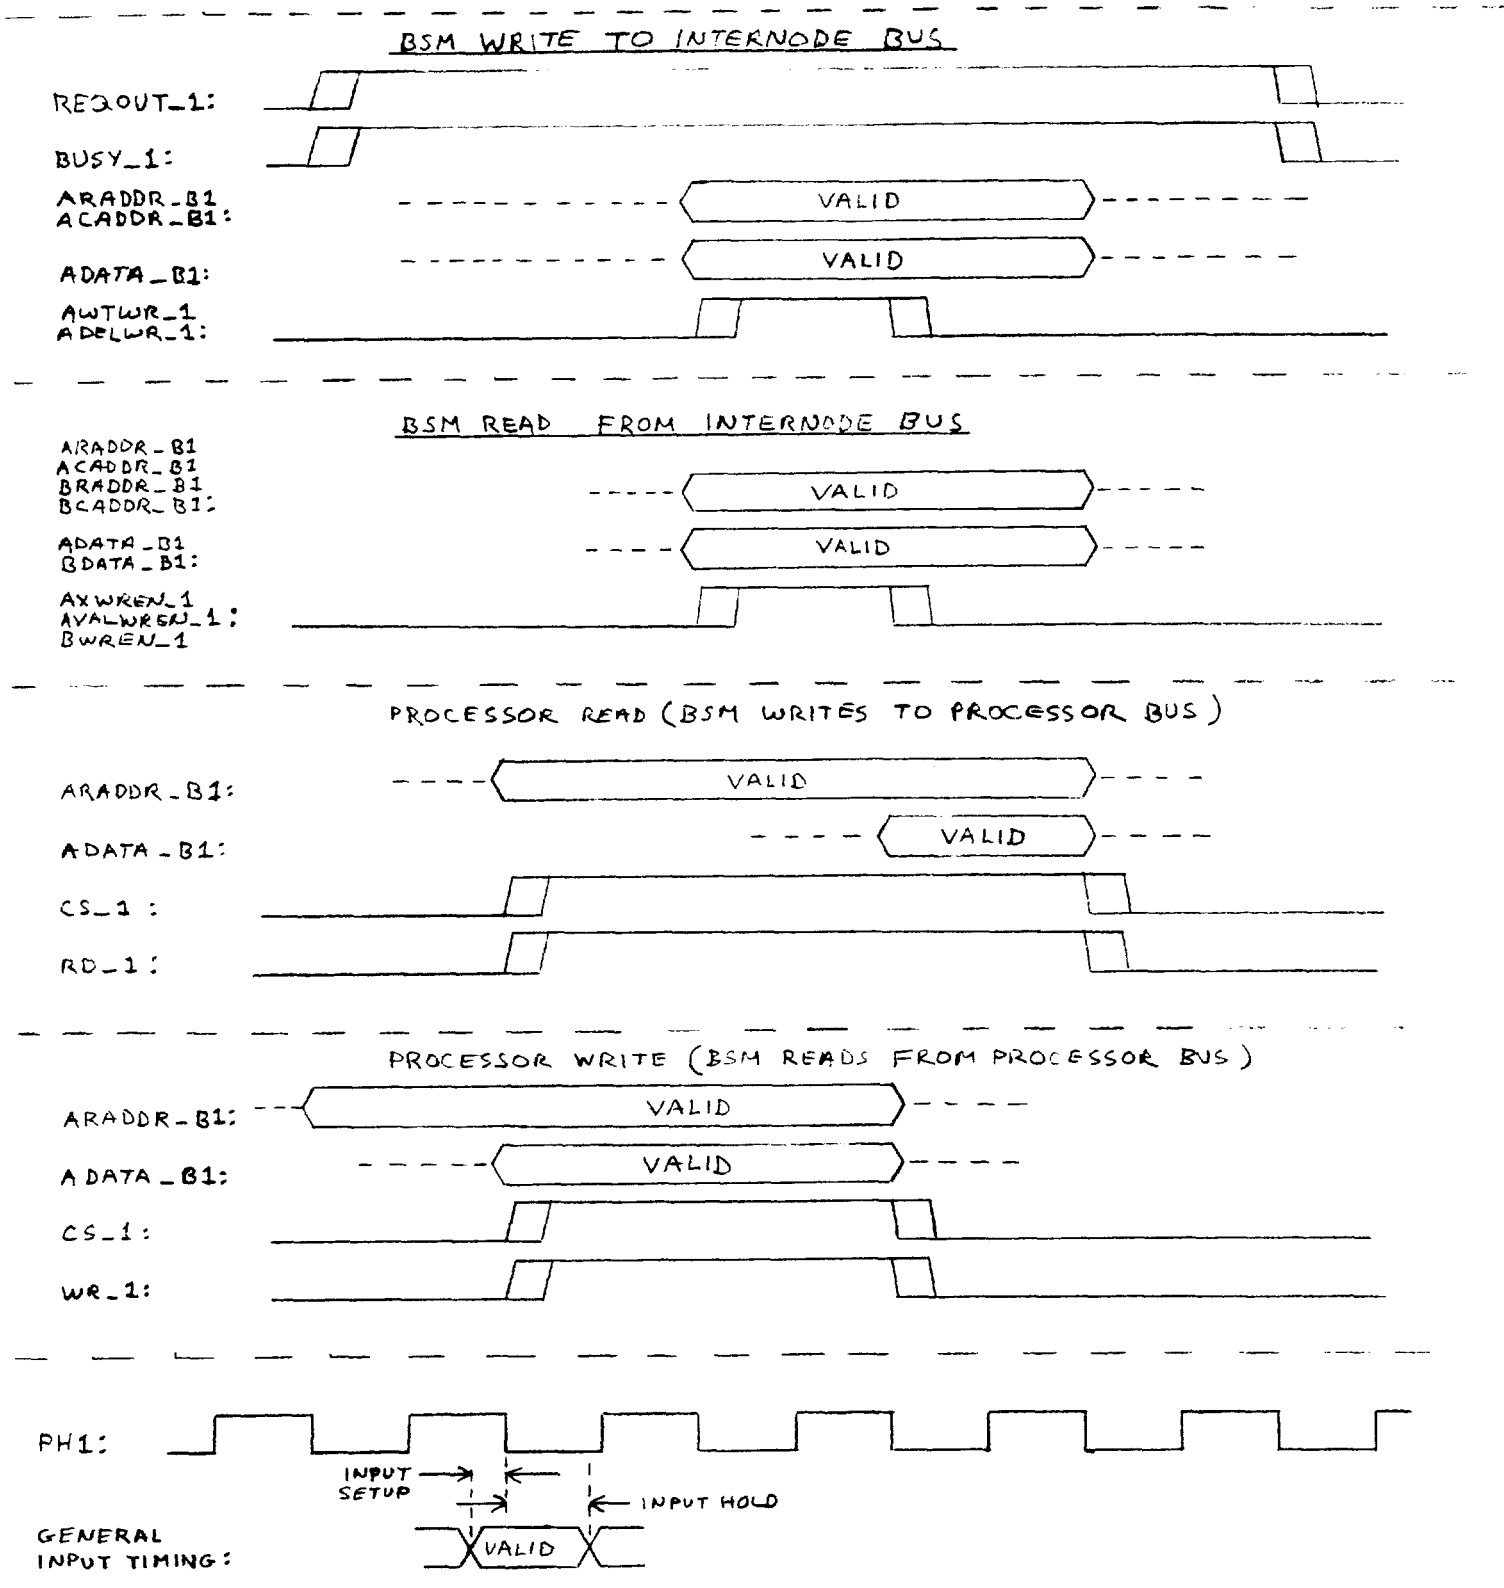 BSM WRITE TO INTERNODE BUS
REQOUT_1:
BUSY_1:
ARADDR_B1
ACADDR_B1:
VALID
ADATA_B1:
VALID
AWTWR_1
ADELWR_1:
BSM READ FROM INTERNODE BUS
ARADDR_B1
ACADDR_B1
BRADDR_B1
BCADDR_B1:
VALID
ADATA_B1
BDATA_B1:
VALID
AXWREN_1
AVALWREN_1:
BWREN_1
PROCESSOR READ (BSM WRITES TO PROCESSOR BUS)
ARADDR_B1:
VALID
ADATA_B1:
VALID
CS_1:
RD_1:
PROCESSOR WRITE (BSM READS FROM PROCESSOR BUS)
ARADDR_B1:
VALID
ADATA_B1:
VALID
CS_1:
WR_1:
PH1:
INPUT
SETUP
INPUT HOLD
GENERAL
INPUT TIMING:
VALID